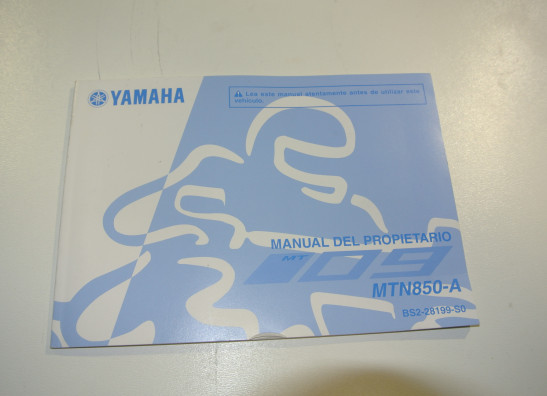 YAMAHA
Lea este manual atentamente antes de utilizar este
vehículo.
MANUAL DEL PROPIETARIO
MT 09
MTN850-A
BS2-28199-S0